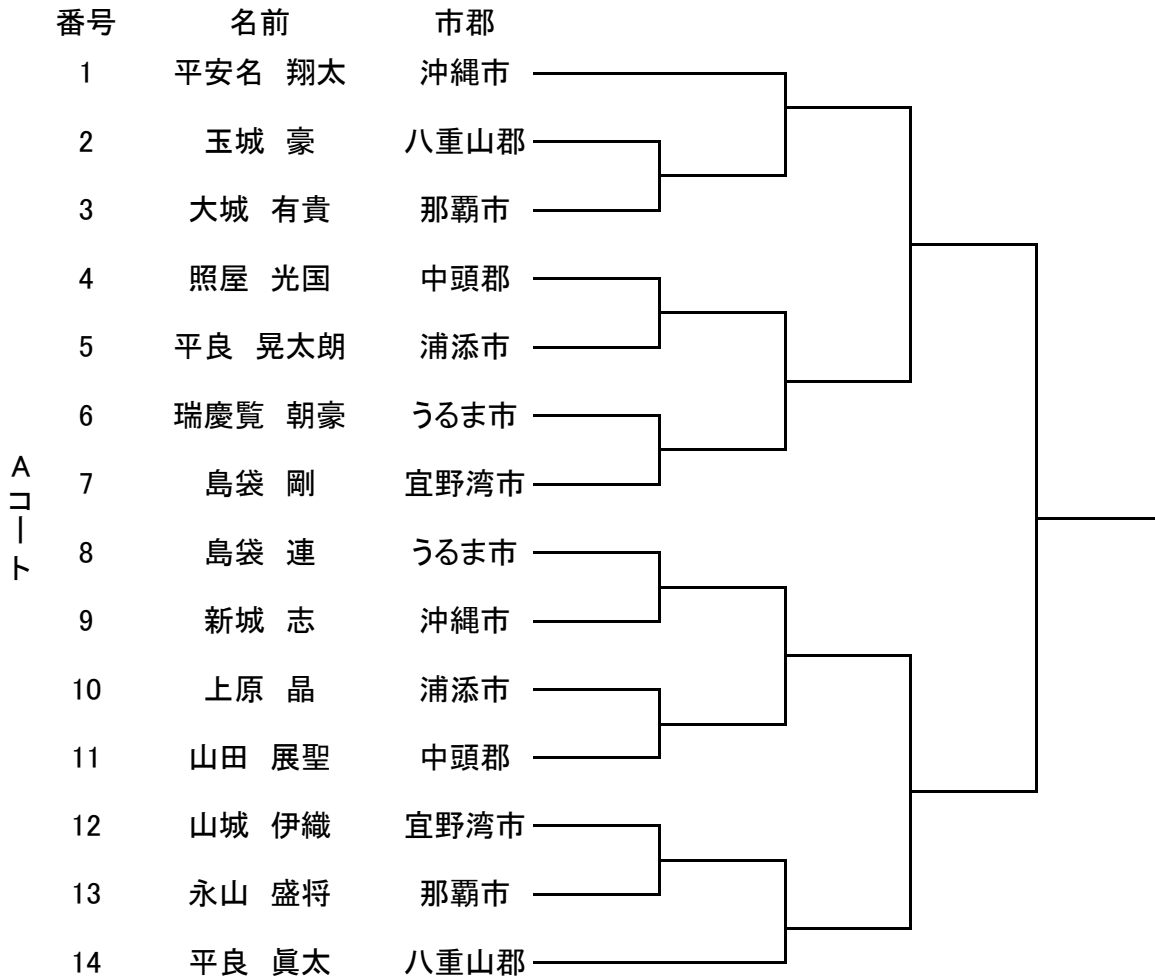 番号 名前 市郡
1 平安名 翔太 沖縄市
2 玉城 豪 八重山郡
3 大城 有貴 那覇市
4 照屋 光国 中頭郡
5 平良 晃太朗 浦添市
6 瑞慶覧 朝豪 うるま市
7 島袋 剛 宜野湾市
8 島袋 連 うるま市
9 新城 志 沖縄市
10 上原 晶 浦添市
11 山田 展聖 中頭郡
12 山城 伊織 宜野湾市
13 永山 盛将 那覇市
14 平良 眞太 八重山郡
Aコート